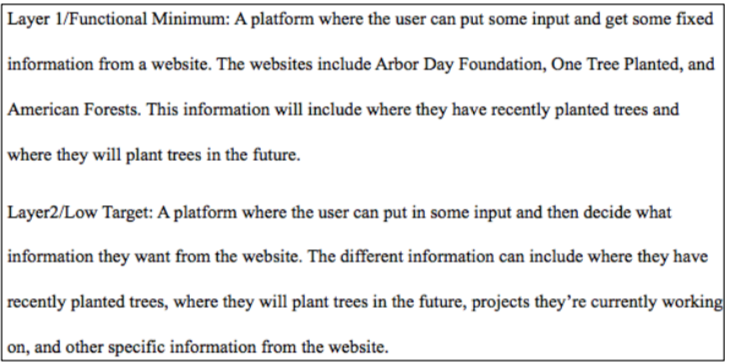 Layer 1/Functional Minimum: A platform where the user can put some input and get some fixed
information from a website. The websites include Arbor Day Foundation, One Tree Planted, and
American Forests. This information will include where they have recently planted trees and
where they will plant trees in the future.
Layer2/Low Target: A platform where the user can put in some input and then decide what
information they want from the website. The different information can include where they have
recently planted trees, where they will plant trees in the future, projects they’re currently working
on, and other specific information from the website.